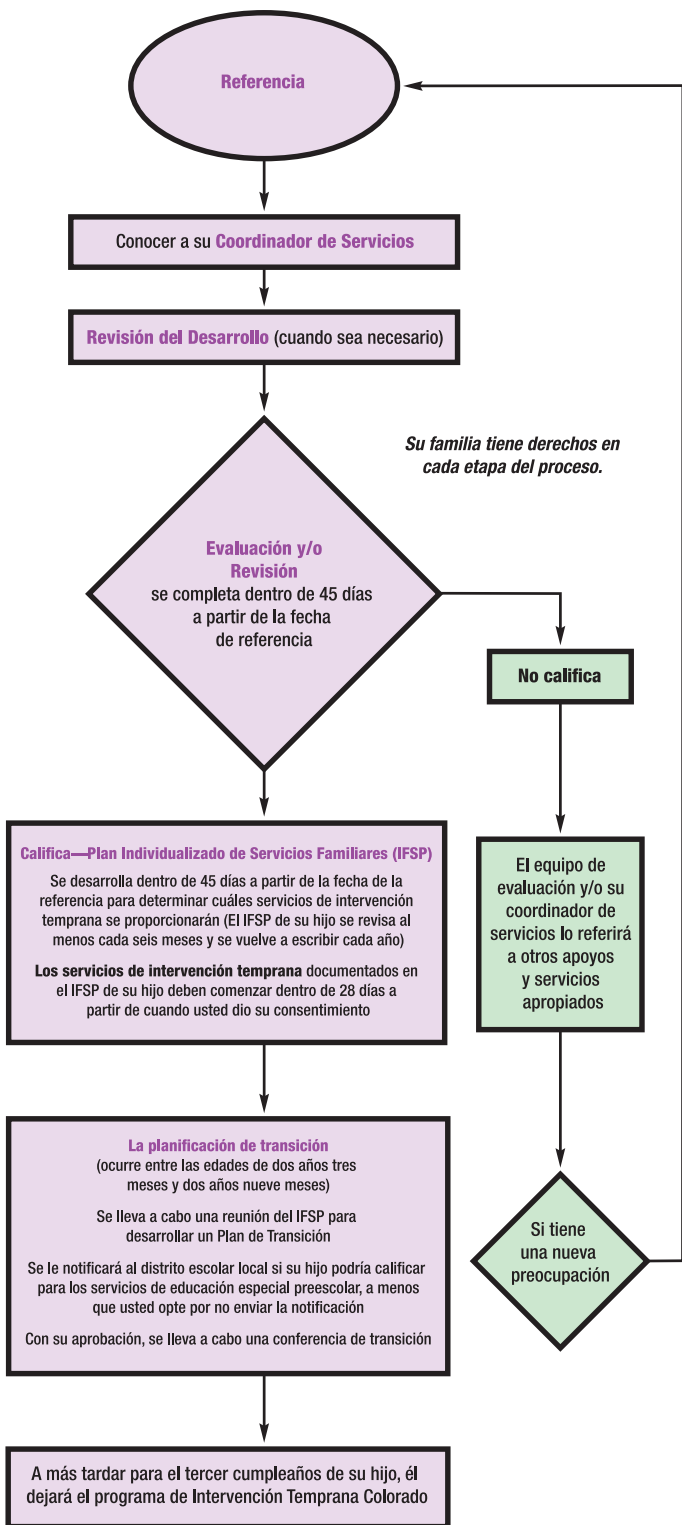 Referencia
Conocer a su Coordinador de Servicios
Revisión del Desarrollo (cuando sea necesario)
Su familia tiene derechos en
cada etapa del proceso.
Evaluación y/o
Revisión
se completa dentro de 45 días
a partir de la fecha
de referencia
No califica
Califica—Plan Individualizado de Servicios Familiares (IFSP)
Se desarrolla dentro de 45 días a partir de la fecha de la
referencia para determinar cuáles servicios de intervención
temprana se proporcionarán (El IFSP de su hijo se revisa al
menos cada seis meses y se vuelve a escribir cada año)
Los servicios de intervención temprana documentados en
el IFSP de su hijo deben comenzar dentro de 28 días a
partir de cuando usted dio su consentimiento
El equipo de
evaluación y/o su
coordinador de
servicios lo referirá
a otros apoyos
y servicios
apropiados
La planificación de transición
(ocurre entre las edades de dos años tres
meses y dos años nueve meses)
Se lleva a cabo una reunión del IFSP para
desarrollar un Plan de Transición
Se le notificará al distrito escolar local si su hijo podría calificar
para los servicios de educación especial preescolar, a menos
que usted opte por no enviar la notificación
Con su aprobación, se lleva a cabo una conferencia de transición
Si tiene
una nueva
preocupación
A más tardar para el tercer cumpleaños de su hijo, él
dejará el programa de Intervención Temprana Colorado